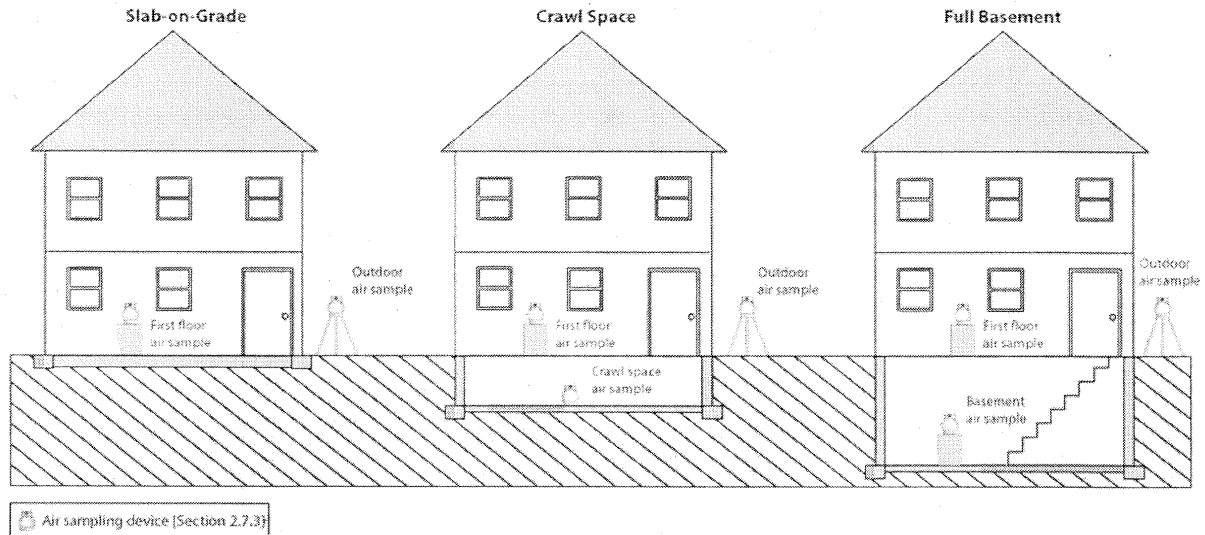 Slab-on-Grade
Crawl Space
Full Basement
Outdoor
air sample
First floor
air sample
Outdoor
air sample
First floor
air sample
Crawl space
air sample
Outdoor
air sample
First floor
air sample
Basement
air sample
Air sampling device [Section 2.7.3]